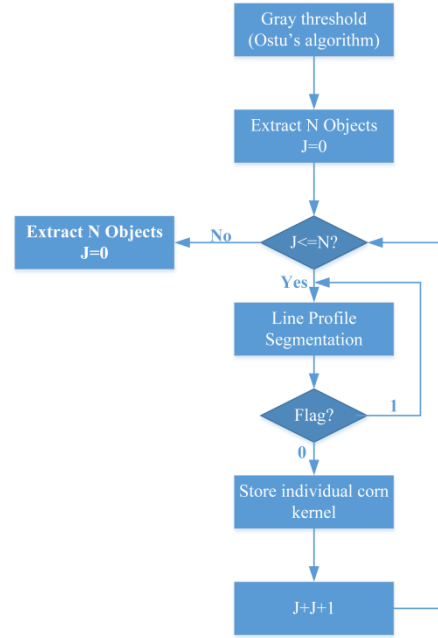 Gray threshold
(Ostu's algorithm)
Extract N Objects
J=0
Extract N Objects
J=0
No
J<=N?
Yes
Line Profile
Segmentation
Flag?
1
0
Store individual corn
kernel
J+J+1